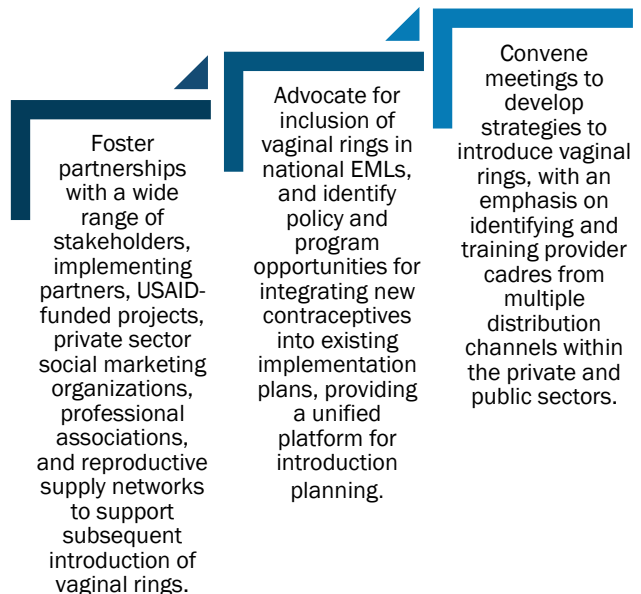 Foster
partnerships
with a wide
range of
stakeholders,
implementing
partners, USAID-
funded projects,
private sector
social marketing
organizations,
professional
associations,
and reproductive
supply networks
to support
subsequent
introduction of
vaginal rings.
Advocate for
inclusion of
vaginal rings in
national EMLs,
and identify
policy and
program
opportunities for
integrating new
contraceptives
into existing
implementation
plans, providing
a unified
platform for
introduction
planning.
Convene
meetings to
develop
strategies to
introduce vaginal
rings, with an
emphasis on
identifying and
training provider
cadres from
multiple
distribution
channels within
the private and
public sectors.